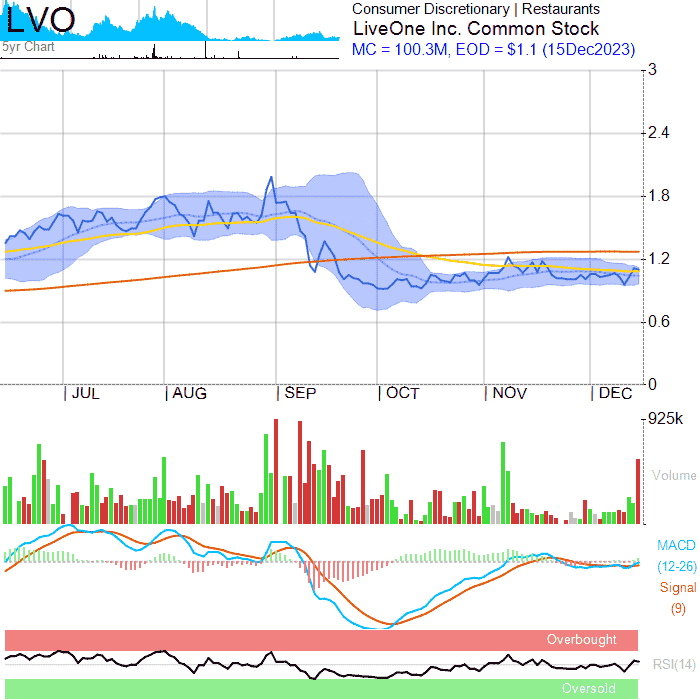 LVO
5yr Chart
Consumer Discretionary | Restaurants
LiveOne Inc. Common Stock
MC = 100.3M, EOD = $1.1 (15Dec2023)
3
2.4
1.8
1.2
0.6
0
JUL AUG SEP OCT NOV DEC
925k
Volume
MACD
(12-26)
Signal
(9)
Overbought
RSI(14)
Oversold